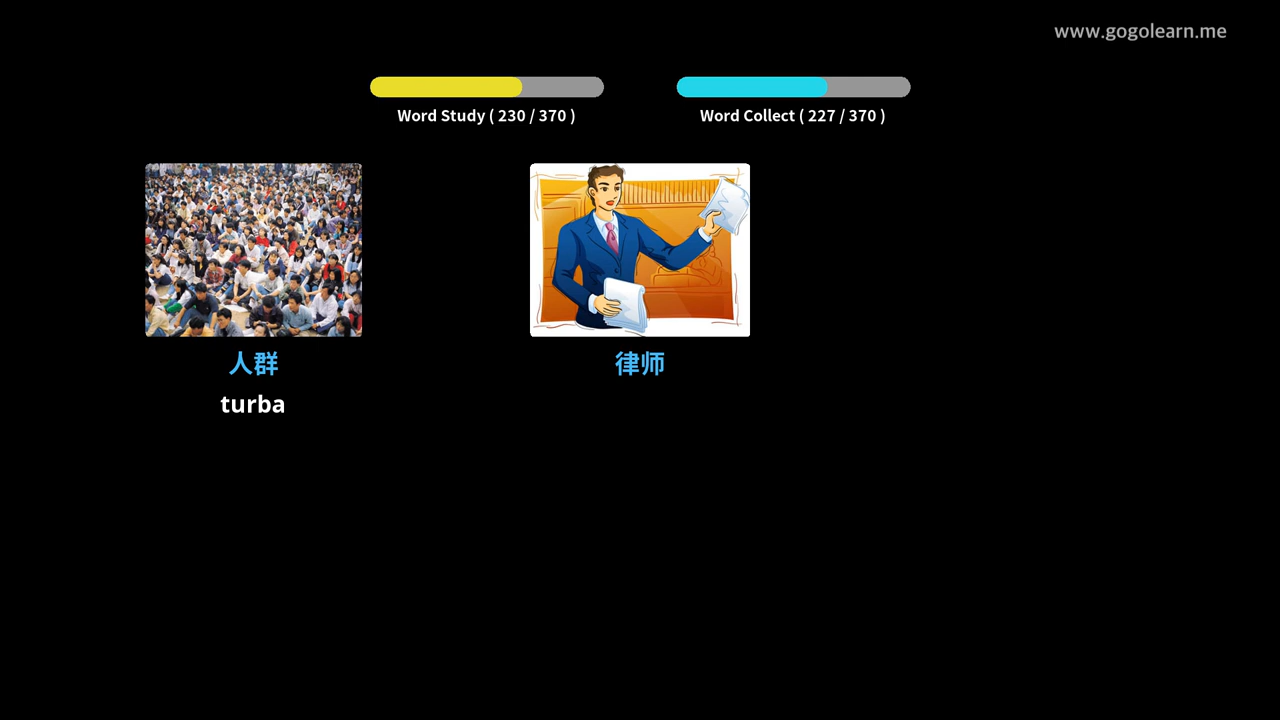 www.gogolearn.me
Word Study ( 230 / 370 )
Word Collect ( 227 / 370 )
人群
律师
turba